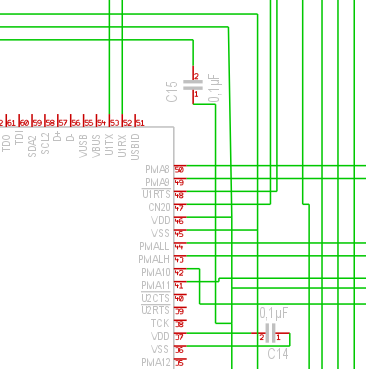 2
C15
0,1µF
1
2 61 60 59 58 57 56 55 54 53 52 51
TDO
TDI
SDA2
SCL2
D+
D-
VUSB
VBUS
U1TX
U1RX
USBID
PMA8 50
PMA9 49
U1RTS 48
CN20 47
VDD 46
VSS 45
PMALL 44
PMALH 43
PMA10 42
PMA11 41
U2CTS 40
U2RTS 39
TCK 38
VDD 37
VSS 36
PMA12 35
0,1µF
2 1
C14